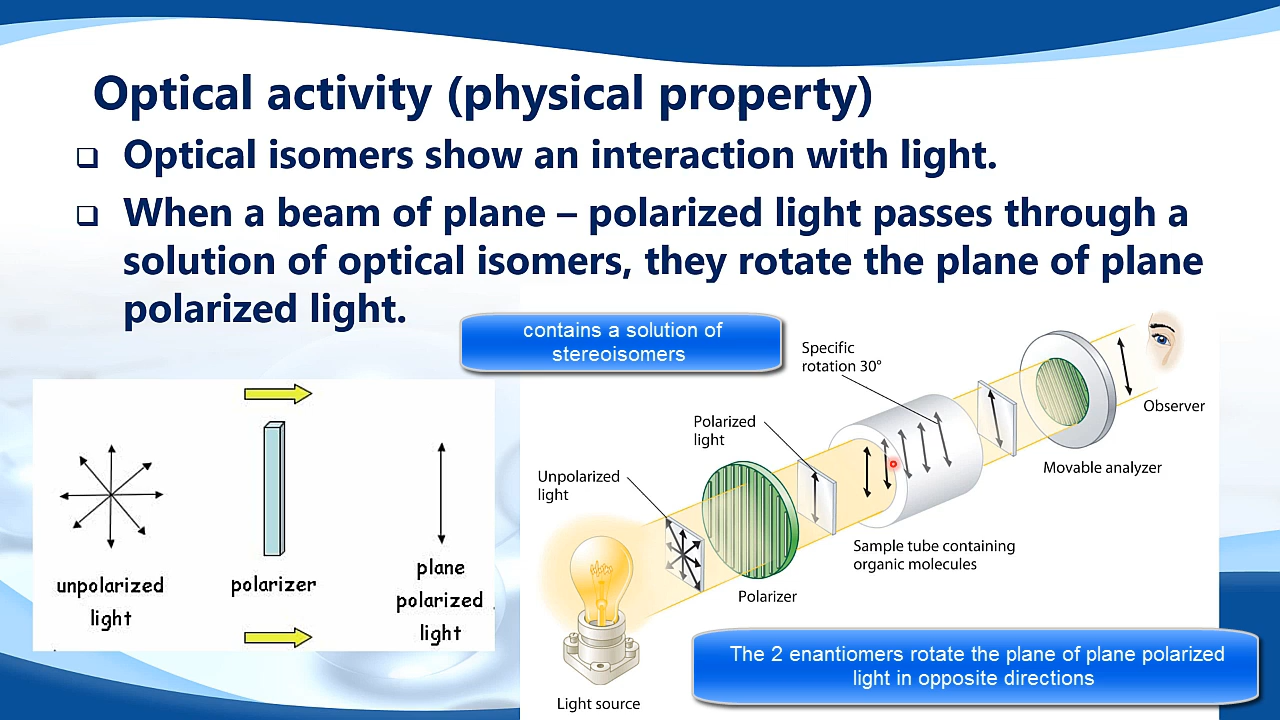 Optical activity (physical property)
❑ Optical isomers show an interaction with light.
❑ When a beam of plane – polarized light passes through a
solution of optical isomers, they rotate the plane of plane
polarized light.
contains a solution of
stereoisomers
unpolarized
light
polarizer
plane
polarized
light
Specific
rotation 30°
Polarized
light
Unpolarized
light
Observer
Movable analyzer
Sample tube containing
organic molecules
Polarizer
Light source
The 2 enantiomers rotate the plane of plane polarized
light in opposite directions